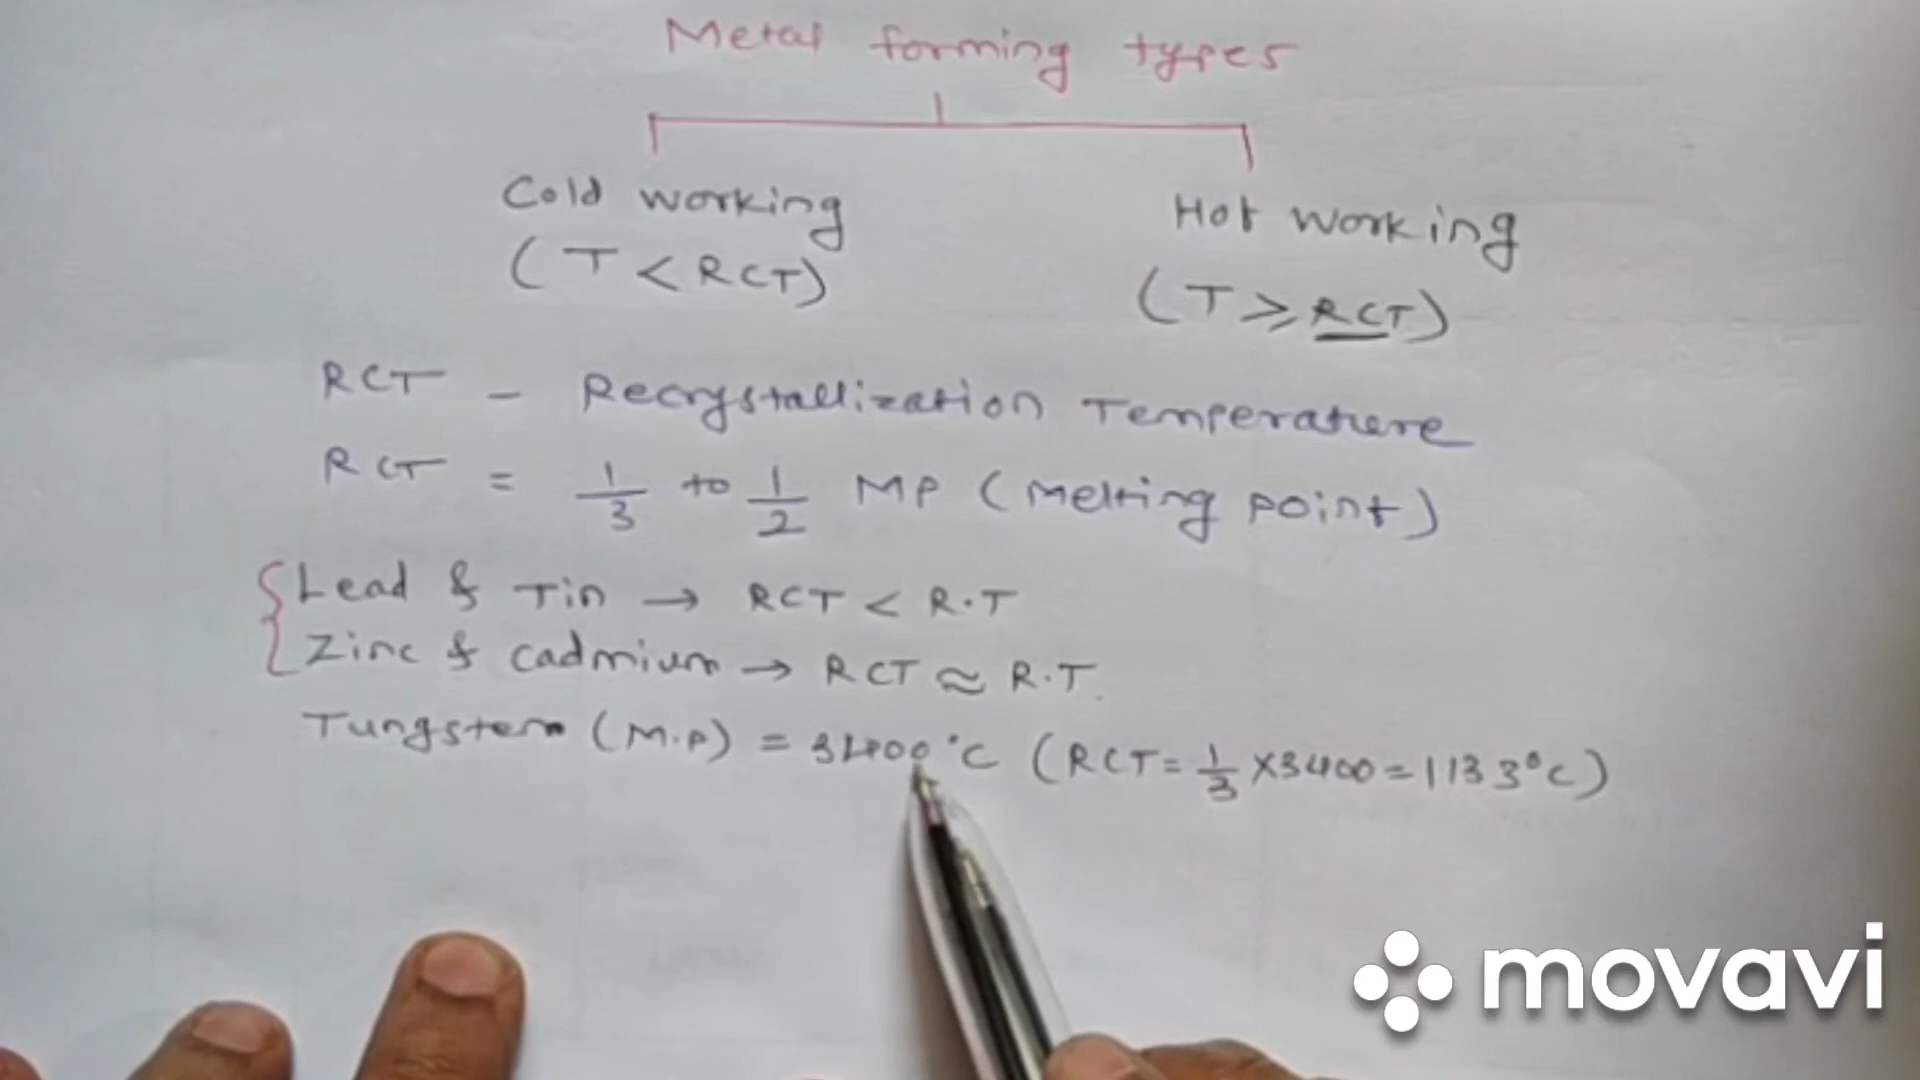 Metal forming types
Cold working
Hot working
(T < RCT)
(T ⩾ RCT)
RCT - Recrystallization Temperature
RCT = 1/3 to 1/2 MP (Melting point)
Lead & Tin → RCT < R.T
Zinc & cadmium → RCT ≈ R.T.
Tungsten (M.P) = 3400°C (RCT = 1/3 X3400 = 1133°C)
movavi